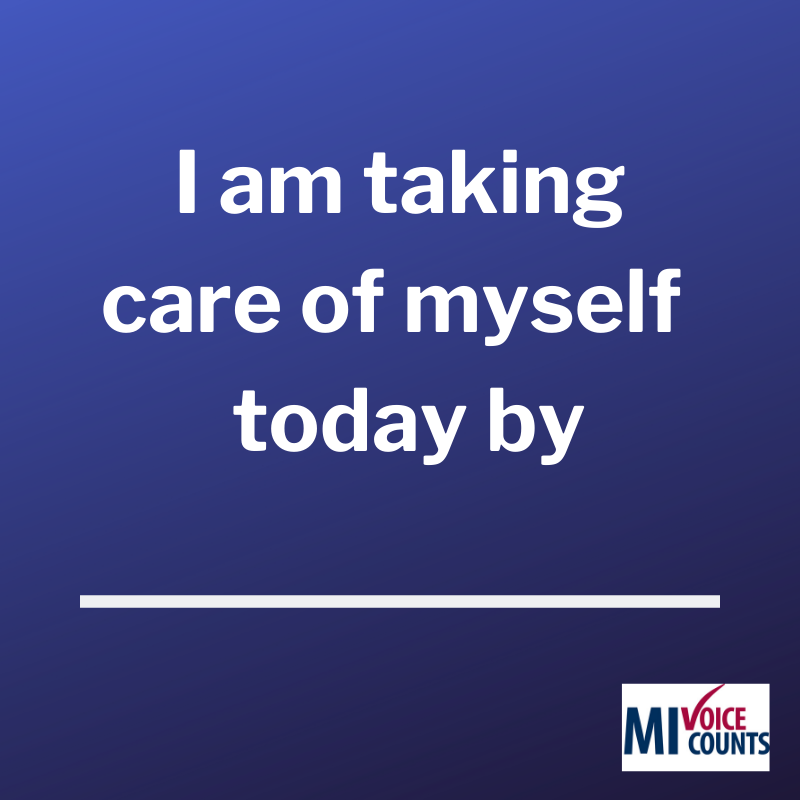 I am taking
care of myself
today by
MI VOICE
COUNTS